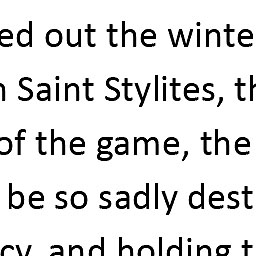 ed out the winte
Saint Stylites, th
of the game, the
be so sadly dest
cy, and holding t